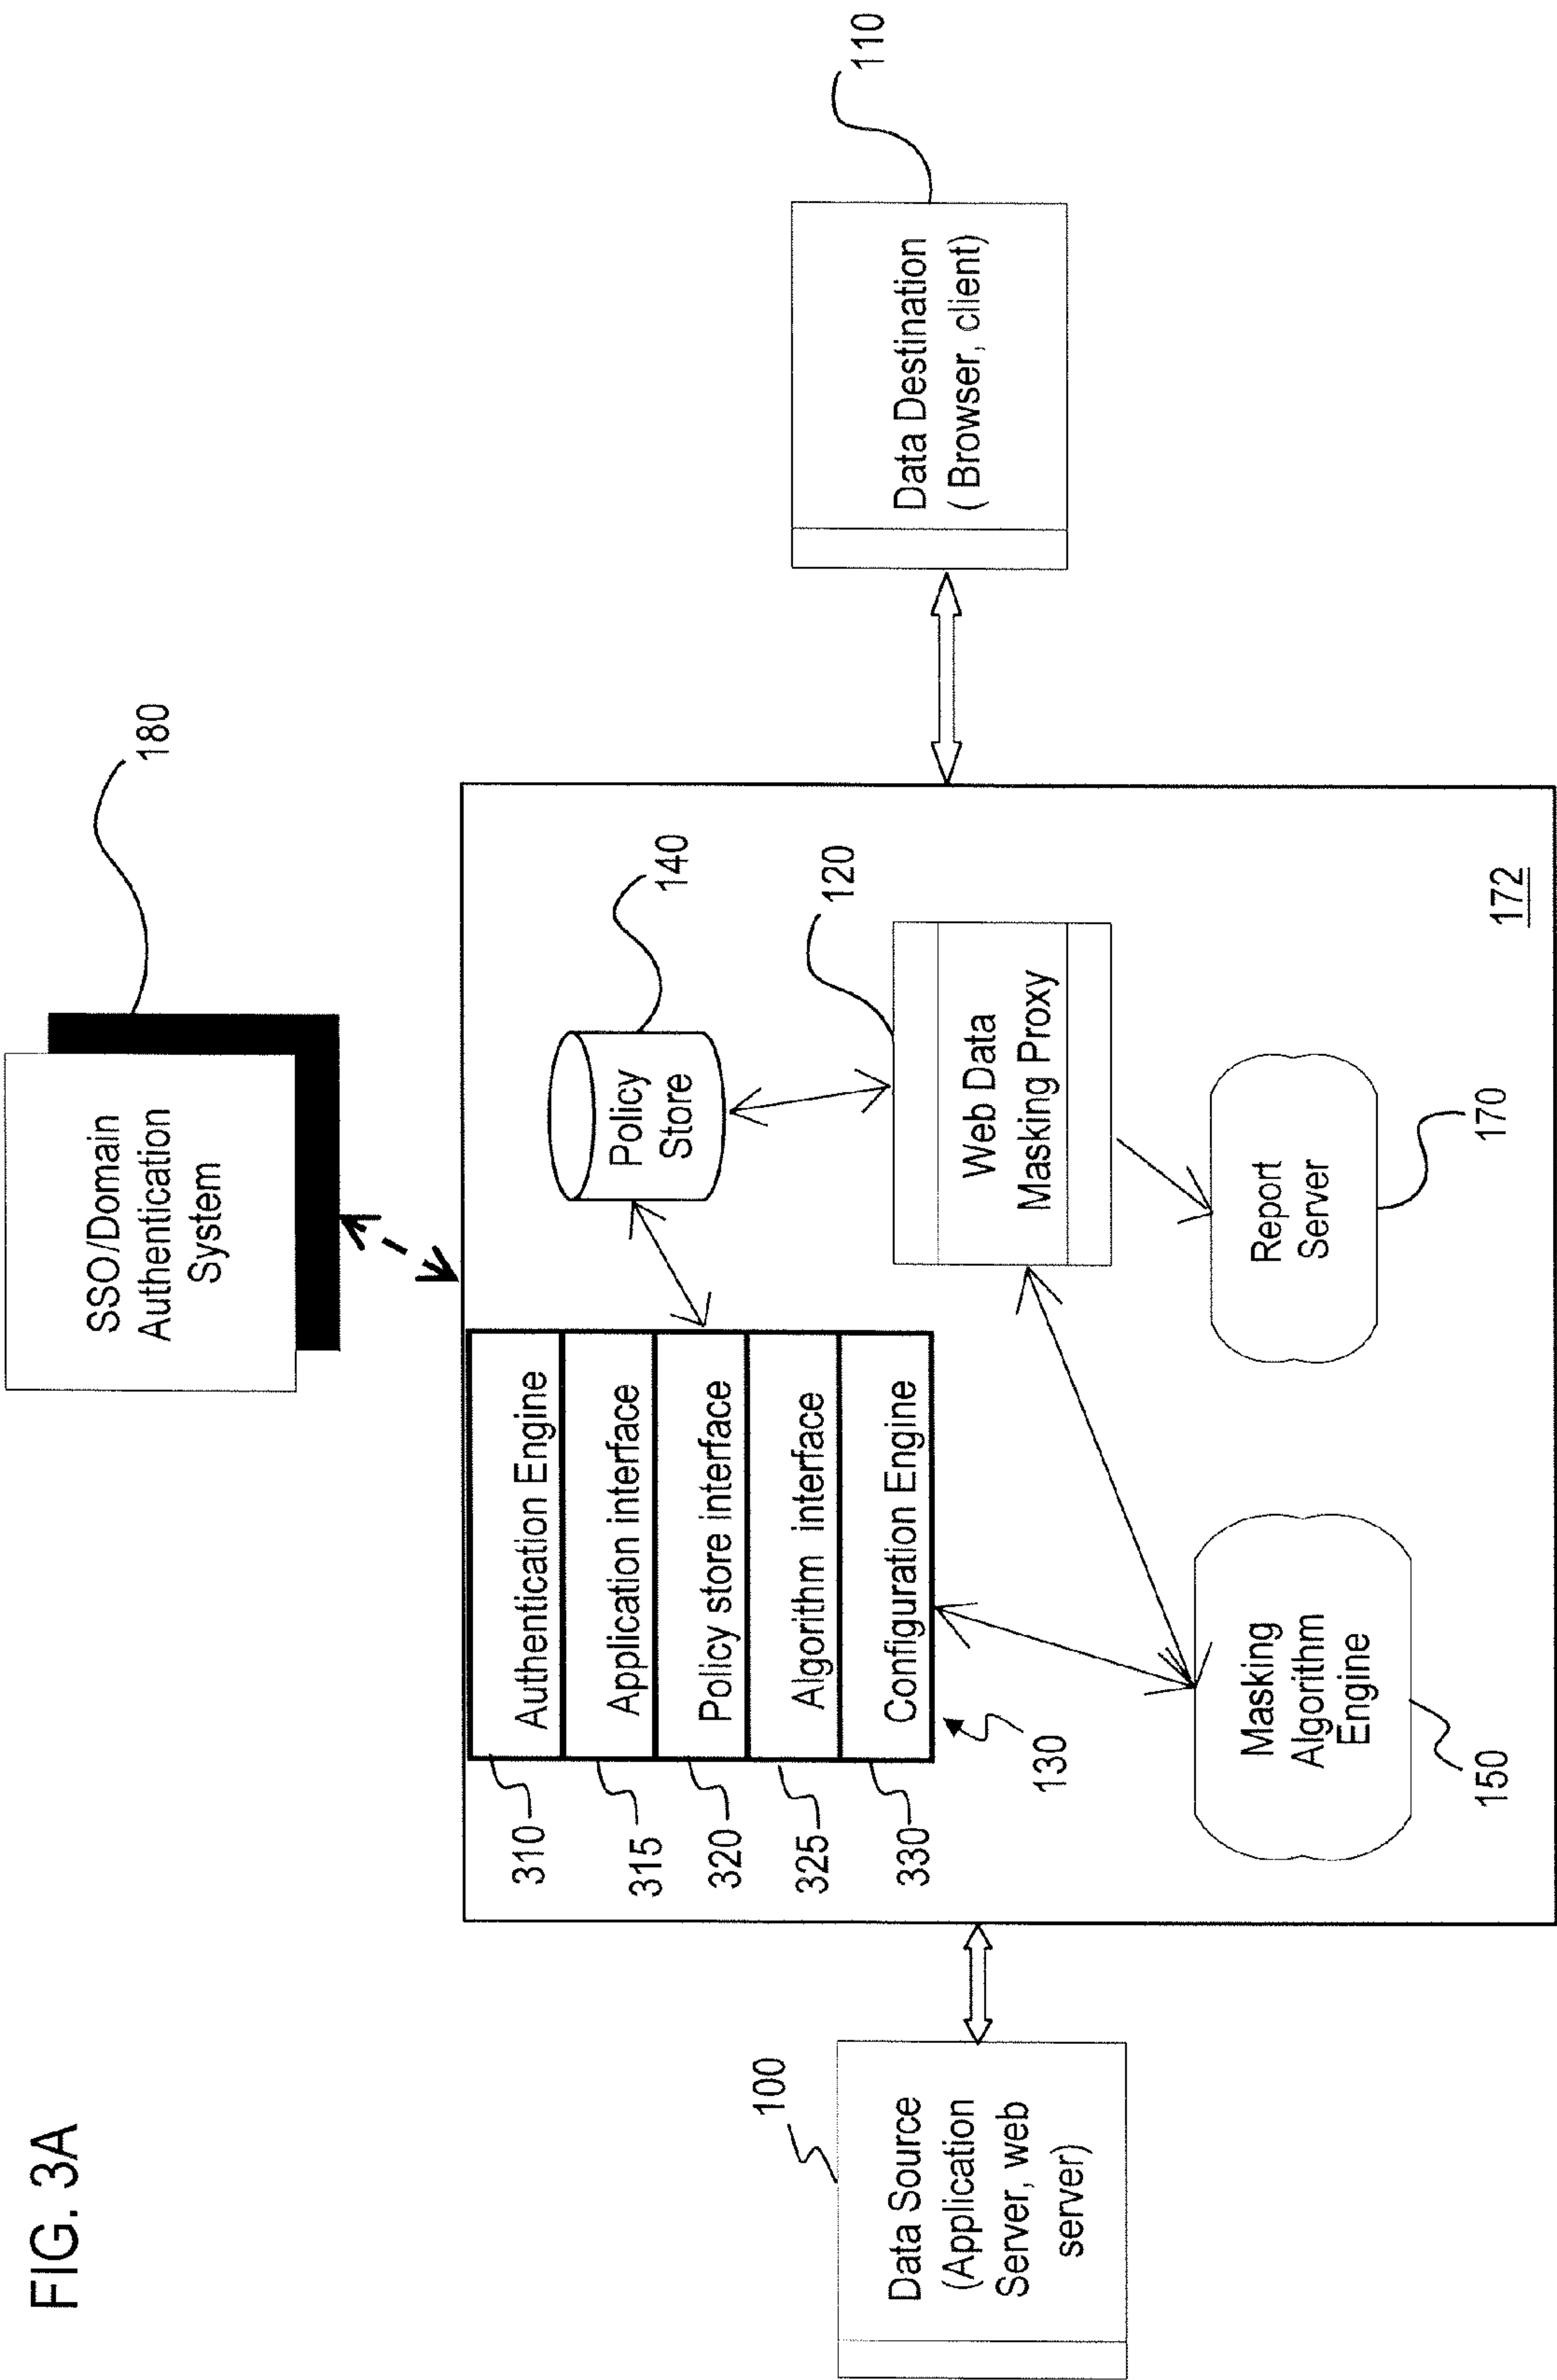 FIG. 3A
SSO/Domain
Authentication
System
180
310
Authentication Engine
315
Application interface
320
Policy store interface
325
Algorithm interface
330
Configuration Engine
130
Policy
Store
140
120
Web Data
Masking Proxy
100
Data Source
(Application
Server, web
server)
Data Destination
( Browser, client)
110
Masking
Algorithm
Engine
150
Report
Server
170
172